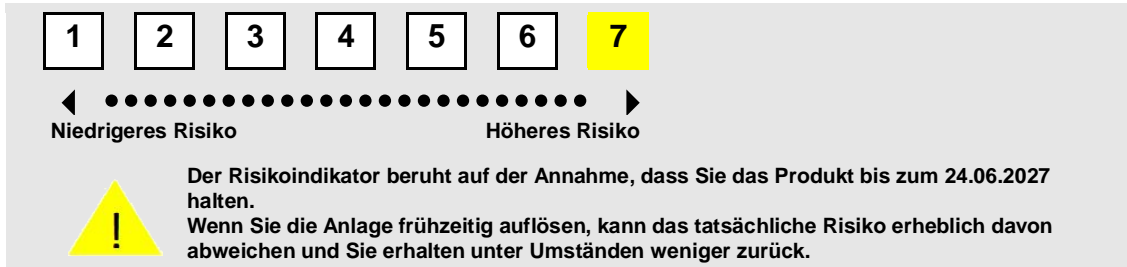 1 2 3 4 5 6 7
Niedrigeres Risiko Höheres Risiko
Der Risikoindikator beruht auf der Annahme, dass Sie das Produkt bis zum 24.06.2027
halten.
Wenn Sie die Anlage frühzeitig auflösen, kann das tatsächliche Risiko erheblich davon
abweichen und Sie erhalten unter Umständen weniger zurück.
!